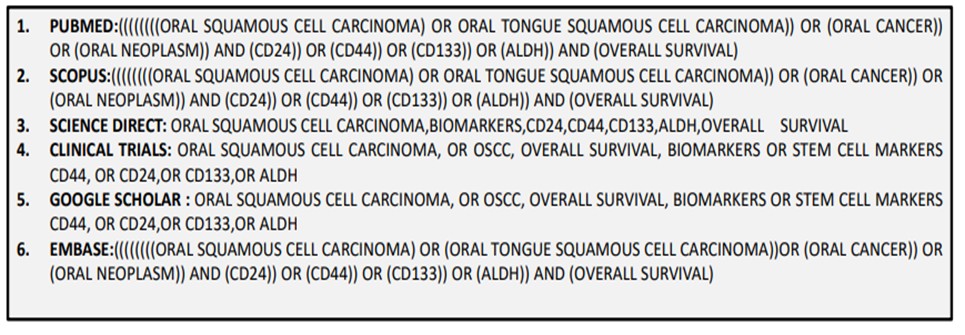 1. PUBMED:((((((((ORAL SQUAMOUS CELL CARCINOMA) OR ORAL TONGUE SQUAMOUS CELL CARCINOMA)) OR (ORAL CANCER))
OR (ORAL NEOPLASM)) AND (CD24)) OR (CD44)) OR (CD133)) OR (ALDH)) AND (OVERALL SURVIVAL)
2. SCOPUS:((((((((ORAL SQUAMOUS CELL CARCINOMA) OR ORAL TONGUE SQUAMOUS CELL CARCINOMA)) OR (ORAL CANCER)) OR
(ORAL NEOPLASM)) AND (CD24)) OR (CD44)) OR (CD133)) OR (ALDH)) AND (OVERALL SURVIVAL)
3. SCIENCE DIRECT: ORAL SQUAMOUS CELL CARCINOMA,BIOMARKERS,CD24,CD44,CD133,ALDH,OVERALL SURVIVAL
4. CLINICAL TRIALS: ORAL SQUAMOUS CELL CARCINOMA, OR OSCC, OVERALL SURVIVAL, BIOMARKERS OR STEM CELL MARKERS
CD44, OR CD24,OR CD133,OR ALDH
5. GOOGLE SCHOLAR : ORAL SQUAMOUS CELL CARCINOMA, OR OSCC, OVERALL SURVIVAL, BIOMARKERS OR STEM CELL MARKERS
CD44, OR CD24,OR CD133,OR ALDH
6. EMBASE:((((((((ORAL SQUAMOUS CELL CARCINOMA) OR (ORAL TONGUE SQUAMOUS CELL CARCINOMA))OR (ORAL CANCER)) OR
(ORAL NEOPLASM)) AND (CD24)) OR (CD44)) OR (CD133)) OR (ALDH)) AND (OVERALL SURVIVAL)